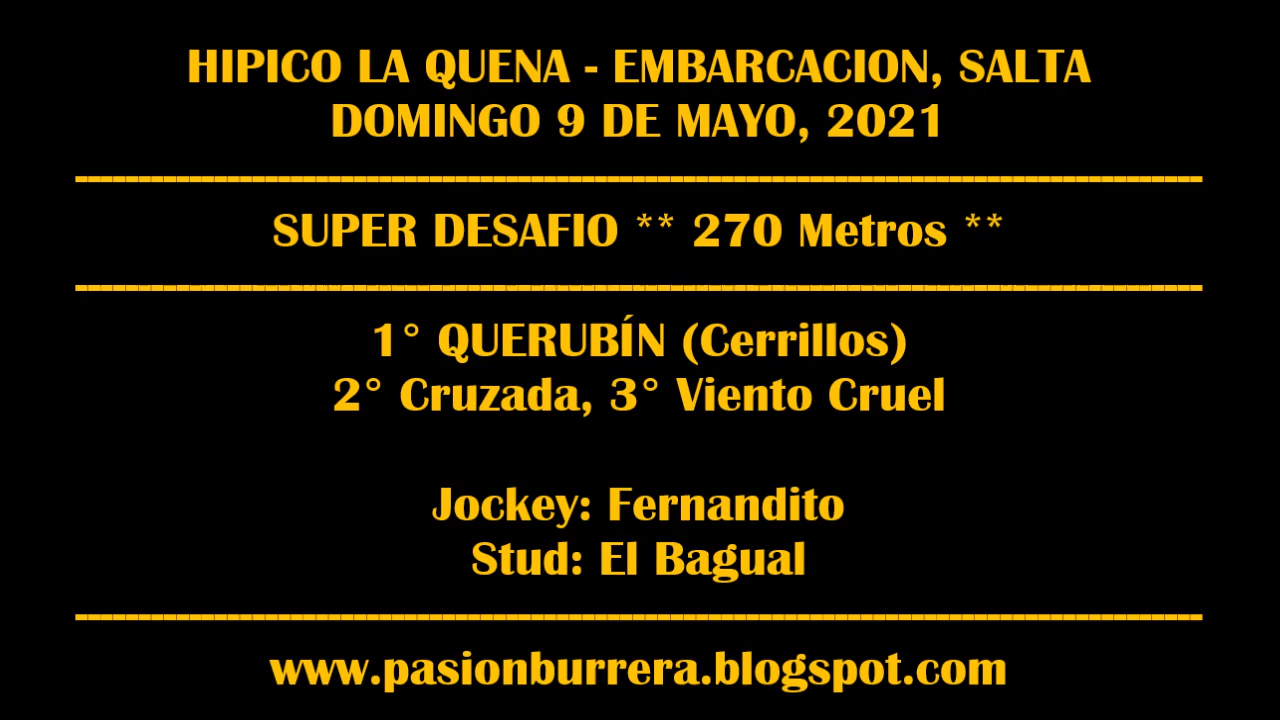 HIPICO LA QUENA - EMBARCACION, SALTA
DOMINGO 9 DE MAYO, 2021
SUPER DESAFIO ** 270 Metros **
1° QUERUBÍN (Cerrillos)
2° Cruzada, 3° Viento Cruel
Jockey: Fernandito
Stud: El Bagual
www.pasionburrera.blogspot.com